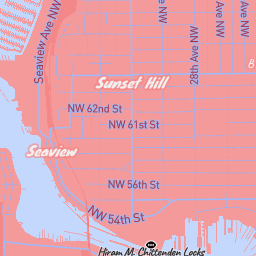 Seaview Ave NW
28th Ave NW
B
Sunset Hill
NW 62nd St
NW 61st St
Seaview
NW 56th St
NW 54th St
Hiram M. Chittenden Locks